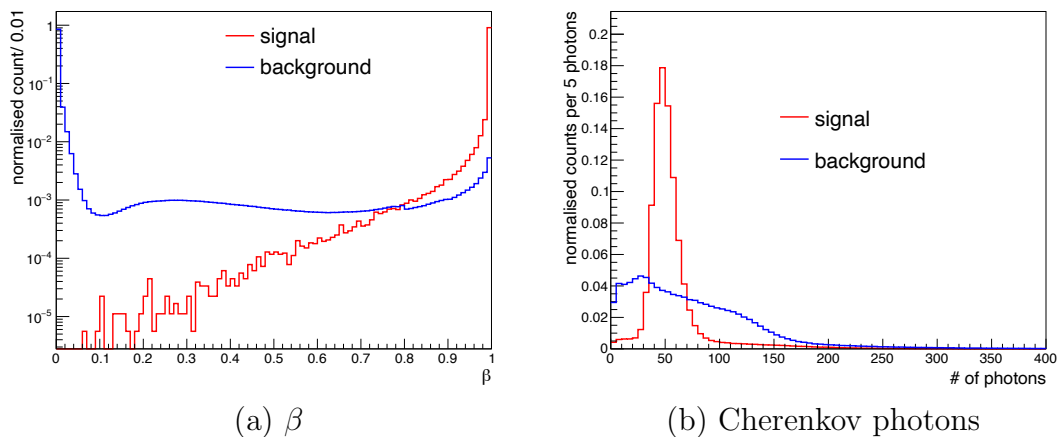 normalised count/ 0.01
1
10⁻¹
10⁻²
10⁻³
10⁻⁴
10⁻⁵
signal
background
0 0.1 0.2 0.3 0.4 0.5 0.6 0.7 0.8 0.9 1
β
(a) β
normalised counts per 5 photons
0.2
0.18
0.16
0.14
0.12
0.1
0.08
0.06
0.04
0.02
0
signal
background
0 50 100 150 200 250 300 350 400
# of photons
(b) Cherenkov photons